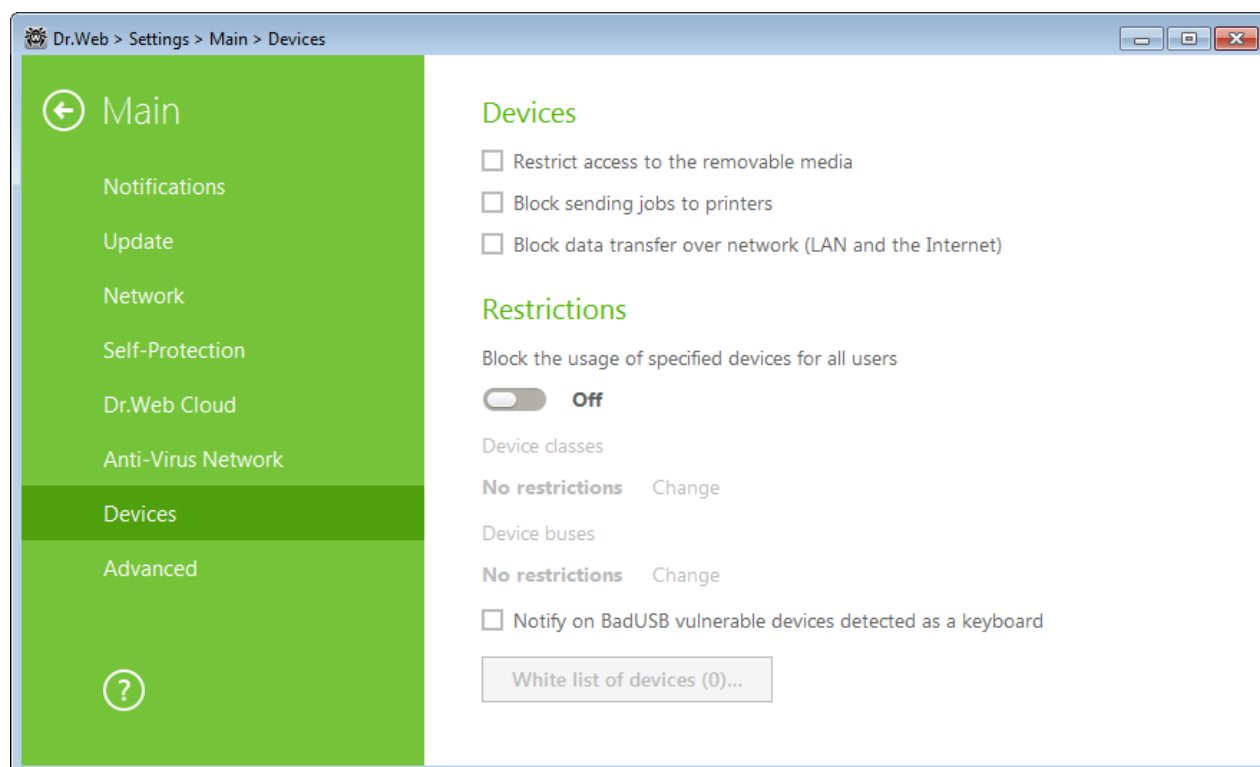 Dr.Web > Settings > Main > Devices
Main
Notifications
Update
Network
Self-Protection
Dr.Web Cloud
Anti-Virus Network
Devices
Advanced
?
Devices
Restrict access to the removable media
Block sending jobs to printers
Block data transfer over network (LAN and the Internet)
Restrictions
Block the usage of specified devices for all users
Off
Device classes
No restrictions Change
Device buses
No restrictions Change
Notify on BadUSB vulnerable devices detected as a keyboard
White list of devices (0)...